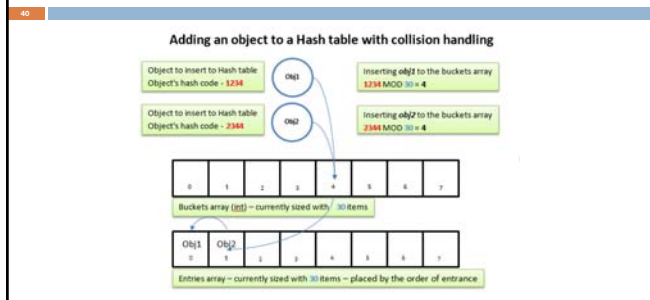 40
Adding an object to a Hash table with collision handling
Object to insert to Hash table
Object's hash code - 1234
Obj1
Inserting obj1 to the buckets array
1234 MOD 30 = 4
Object to insert to Hash table
Object's hash code - 2344
Obj2
Inserting obj2 to the buckets array
2344 MOD 30 = 4
0 1 2 3 4 5 6 7
Buckets array (int) – currently sized with 30 items
Obj1 Obj2
0 1 2 3 4 5 6 7
Entries array – currently sized with 30 items – placed by the order of entrance